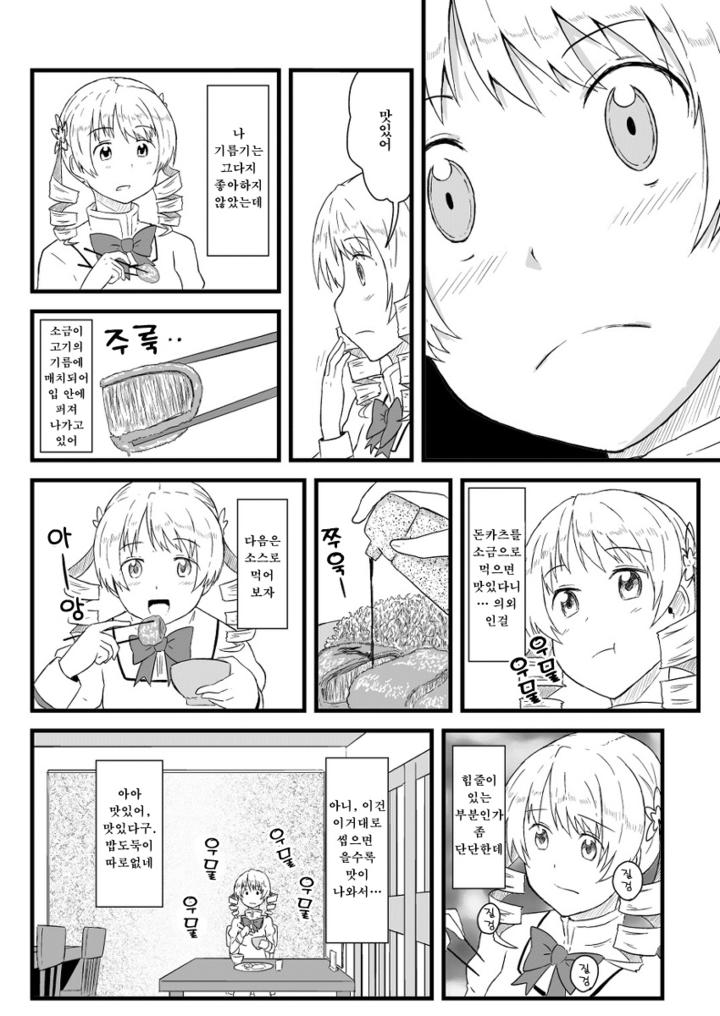 맛있어
나
기름기는
그다지
좋아하지
않았는데
주륵··
소금이
고기의
기름에
매치되어
입 안에
퍼져
나가고
있어
돈카츠를
소금으로
먹으면
맛있다니
… 의외
인걸
우물
우물
쭈욱ー
다음은
소스로
먹어
보자
아
ー
앙
힘줄이
있는
부분인가
좀
단단한데
질겅
질겅
질겅
아니, 이건
이거대로
씹으면
을수록
맛이
나와서…
우물
우물
우물
우물
아아
맛있어,
맛있다구.
밥도둑이
따로없네